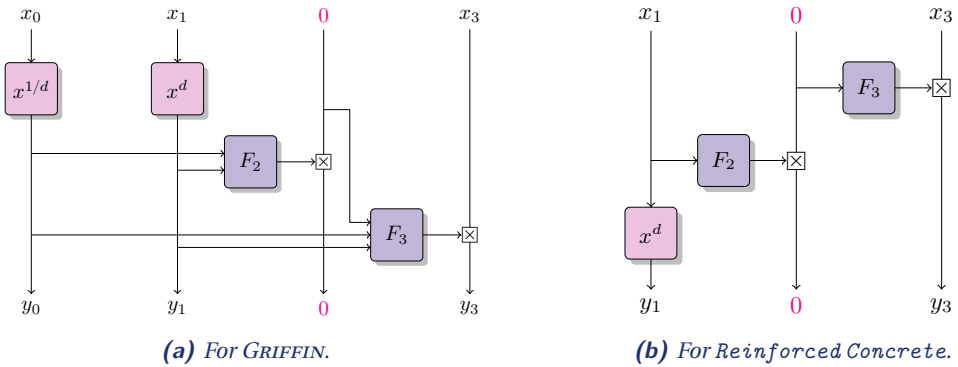 x₀ x₁ 0 x₃
x^{1/d} x^d
F₂
F₃
y₀ y₁ 0 y₃
(a) For GRIFFIN.
x₁ 0 x₃
F₃
F₂
x^d
y₁ 0 y₃
(b) For Reinforced Concrete.